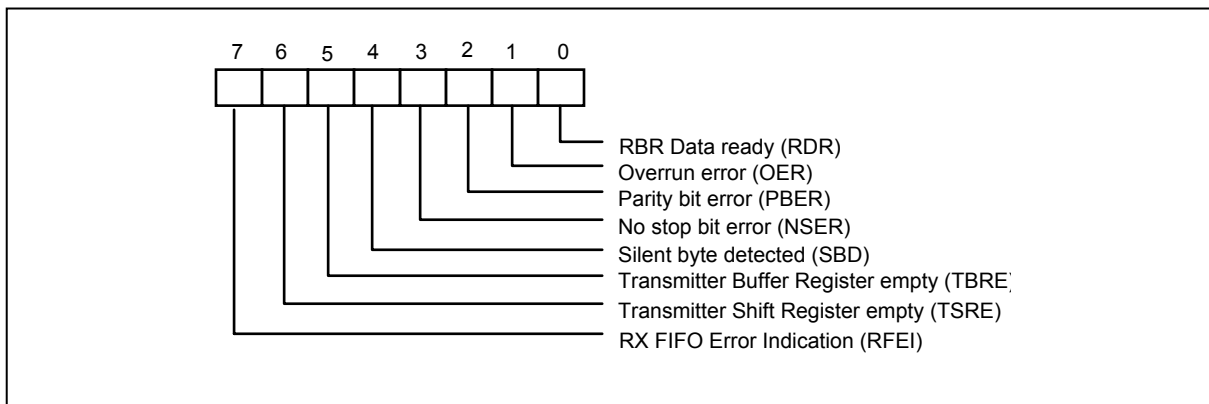 7 6 5 4 3 2 1 0
RBR Data ready (RDR)
Overrun error (OER)
Parity bit error (PBER)
No stop bit error (NSER)
Silent byte detected (SBD)
Transmitter Buffer Register empty (TBRE)
Transmitter Shift Register empty (TSRE)
RX FIFO Error Indication (RFEI)